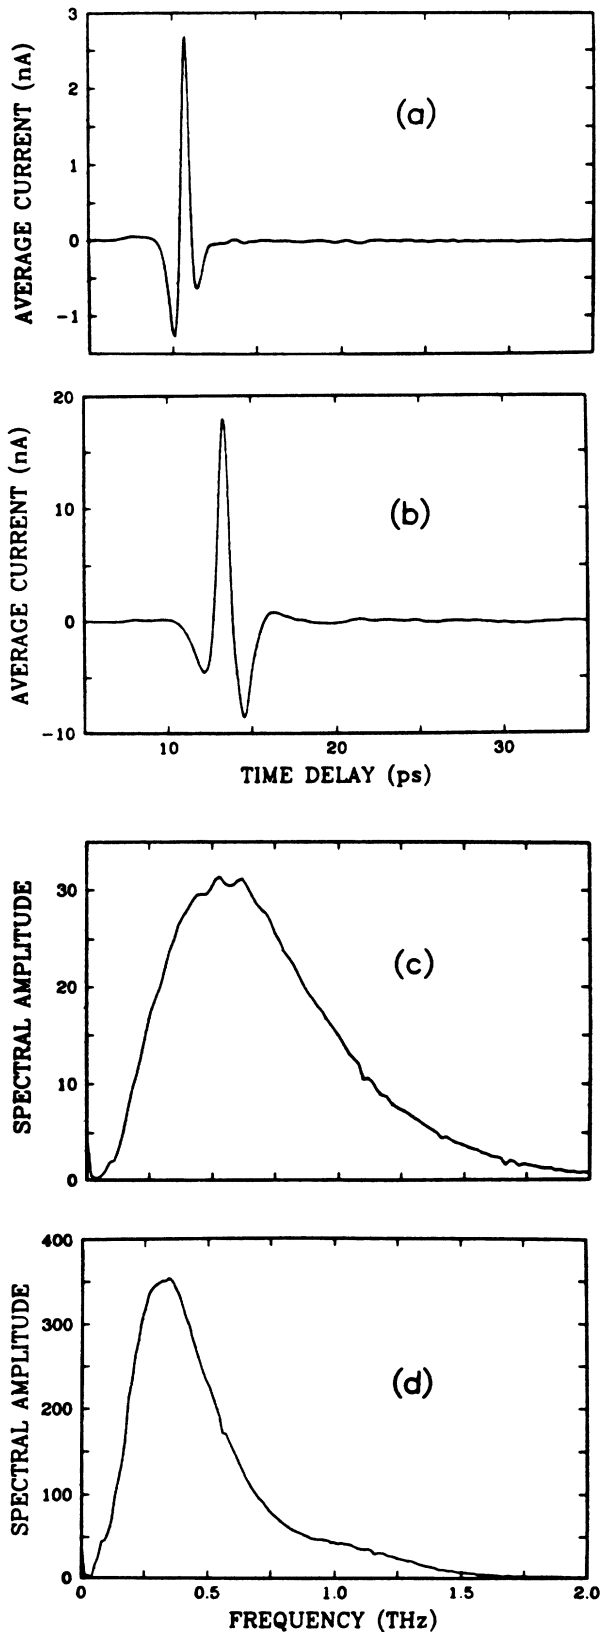 3
2
1
0
-1
AVERAGE CURRENT (nA)
(a)
20
10
0
-10
AVERAGE CURRENT (nA)
(b)
10 20 30
TIME DELAY (ps)
30
20
10
0
SPECTRAL AMPLITUDE
(c)
400
300
200
100
0
SPECTRAL AMPLITUDE
(d)
0 0.5 1.0 1.5 2.0
FREQUENCY (THz)